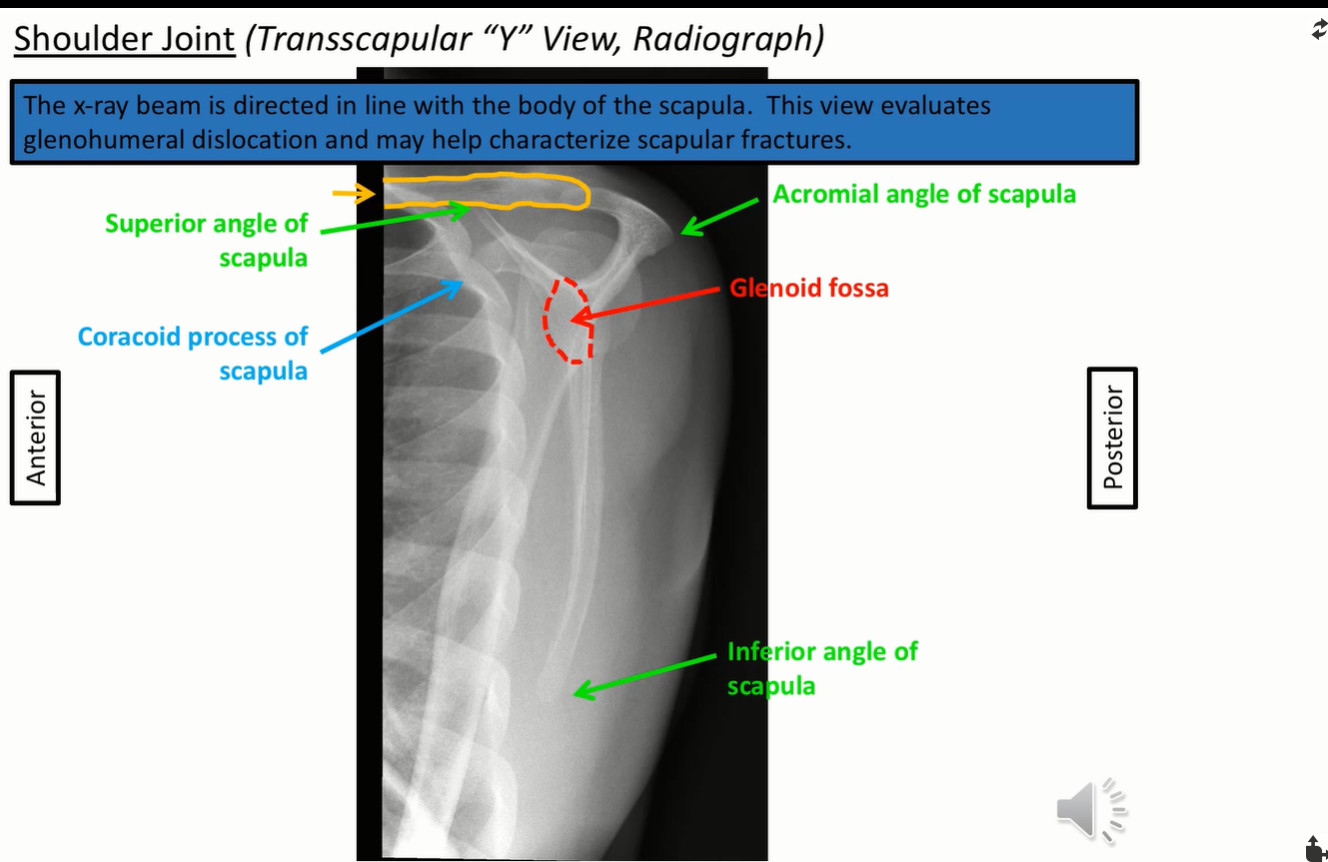 Shoulder Joint (Transscapular “Y” View, Radiograph)
The x-ray beam is directed in line with the body of the scapula. This view evaluates
glenohumeral dislocation and may help characterize scapular fractures.
Acromial angle of scapula
Superior angle of
scapula
Glenoid fossa
Coracoid process of
scapula
Anterior
Posterior
Inferior angle of
scapula